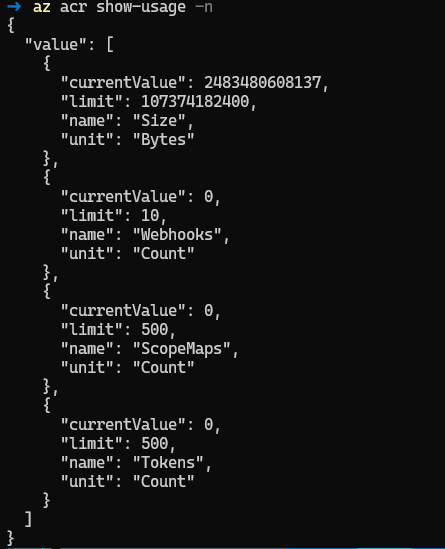 ➜ az acr show-usage -n
{
  "value": [
    {
      "currentValue": 2483480608137,
      "limit": 107374182400,
      "name": "Size",
      "unit": "Bytes"
    },
    {
      "currentValue": 0,
      "limit": 10,
      "name": "Webhooks",
      "unit": "Count"
    },
    {
      "currentValue": 0,
      "limit": 500,
      "name": "ScopeMaps",
      "unit": "Count"
    },
    {
      "currentValue": 0,
      "limit": 500,
      "name": "Tokens",
      "unit": "Count"
    }
  ]
}